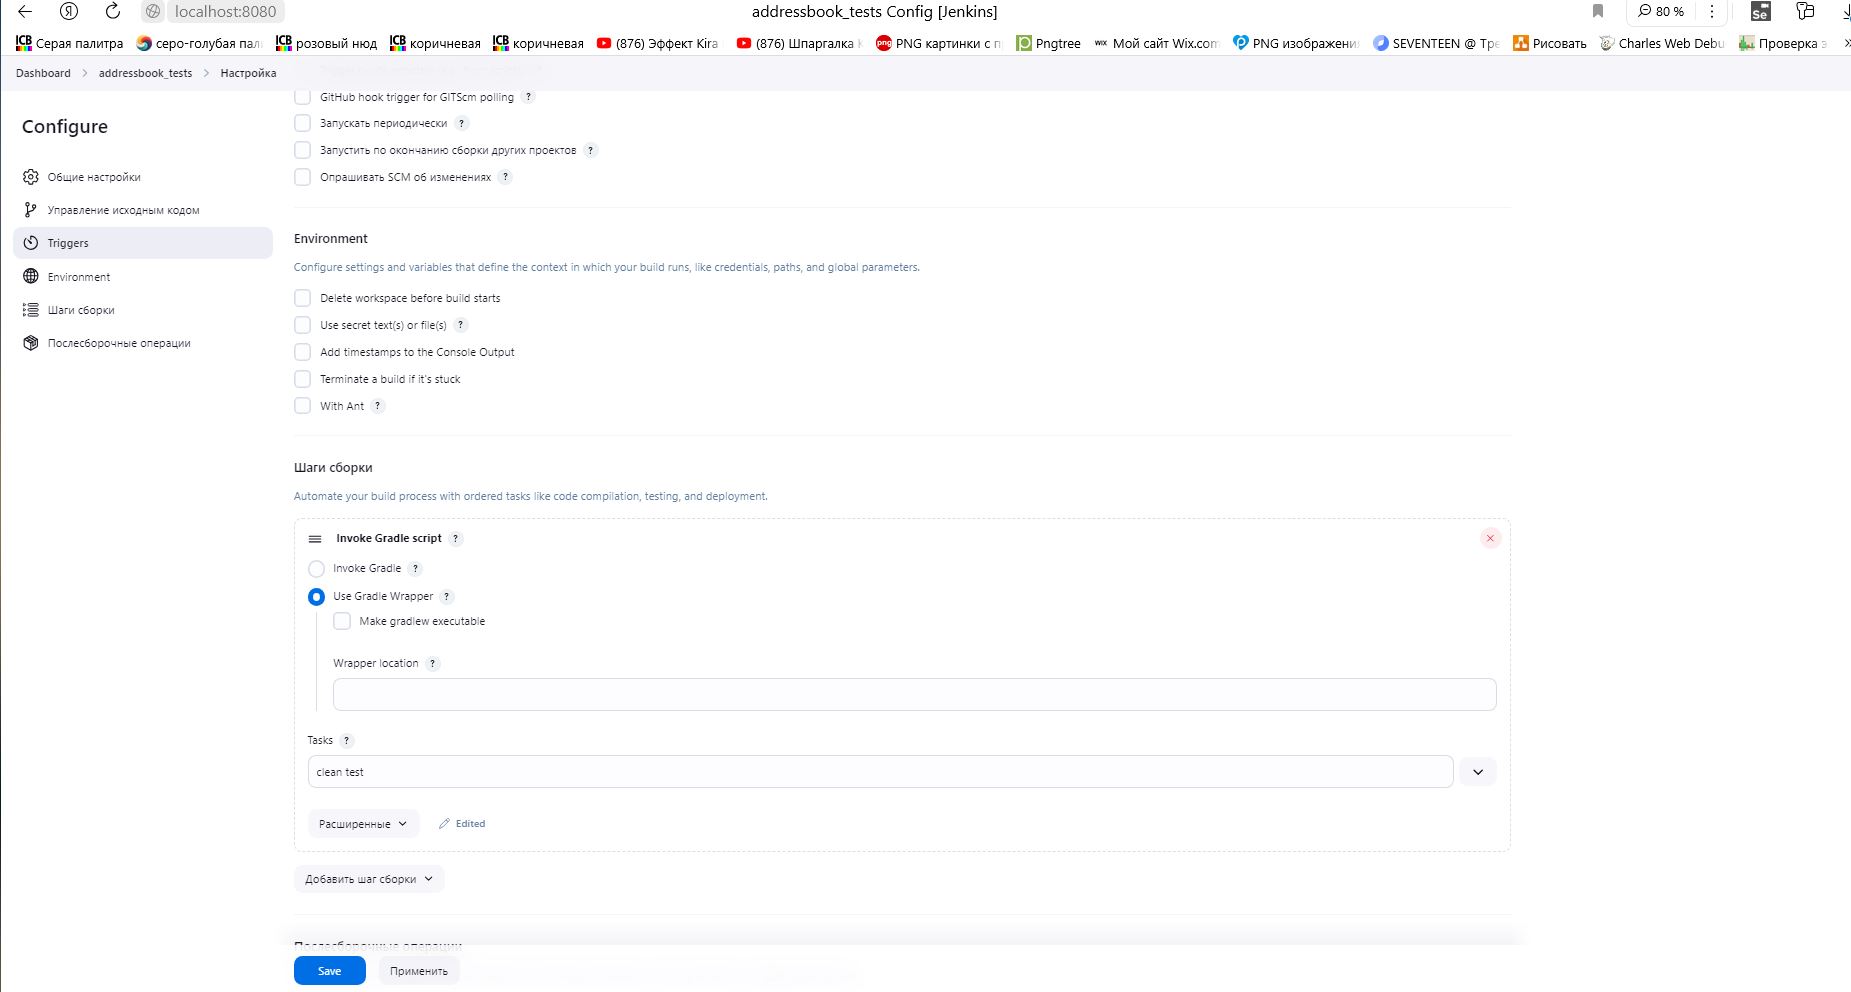 localhost:8080
addressbook_tests Config [Jenkins]
80 %
Серая палитра
серо-голубая пал
розовый нюд
коричневая
коричневая
(876) Эффект Kira
(876) Шпаргалка
PNG картинки с п
Pngtree
Мой сайт Wix.com
PNG изображени
SEVENTEEN @ Тре
Рисовать
Charles Web Debu
Проверка э
Dashboard > addressbook_tests > Настройка
Configure
Общие настройки
Управление исходным кодом
Triggers
Environment
Шаги сборки
Послесборочные операции
GitHub hook trigger for GITScm polling ?
Запускать периодически ?
Запустить по окончанию сборки других проектов ?
Опрашивать SCM об изменениях ?
Environment
Configure settings and variables that define the context in which your build runs, like credentials, paths, and global parameters.
Delete workspace before build starts
Use secret text(s) or file(s) ?
Add timestamps to the Console Output
Terminate a build if it's stuck
With Ant ?
Шаги сборки
Automate your build process with ordered tasks like code compilation, testing, and deployment.
Invoke Gradle script ?
Invoke Gradle ?
Use Gradle Wrapper ?
Make gradlew executable
Wrapper location ?
Tasks ?
clean test
Расширенные
Edited
Добавить шаг сборки
Послесборочные операции
Save
Применить